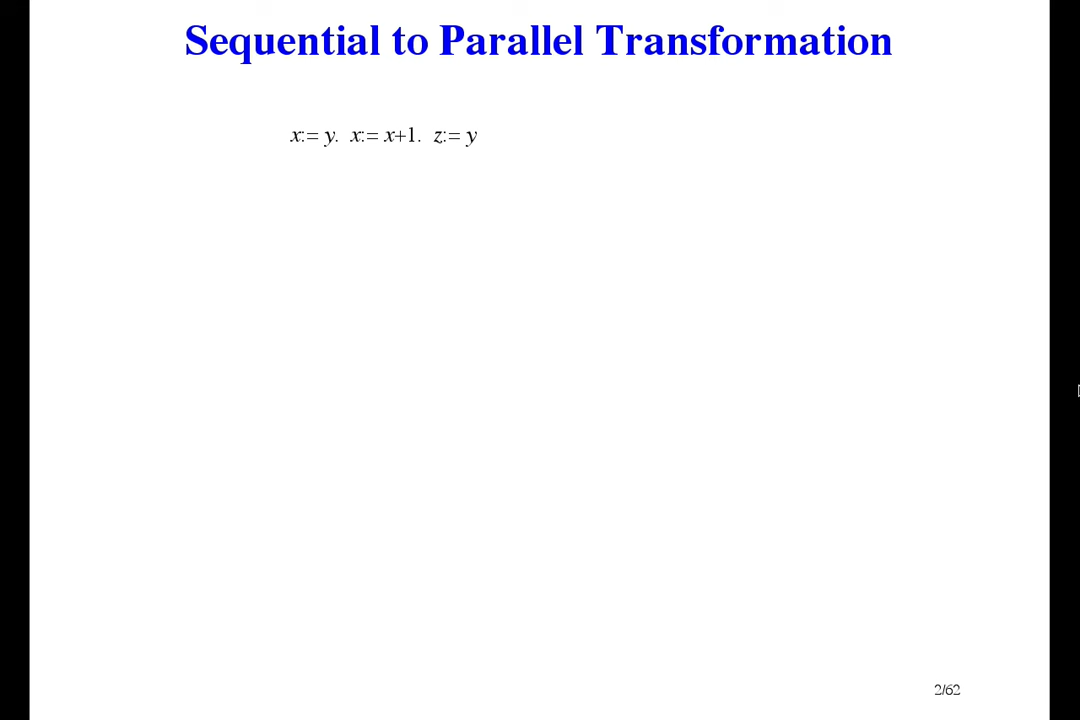 Sequential to Parallel Transformation
x:= y. x:= x+1. z:= y
2/62